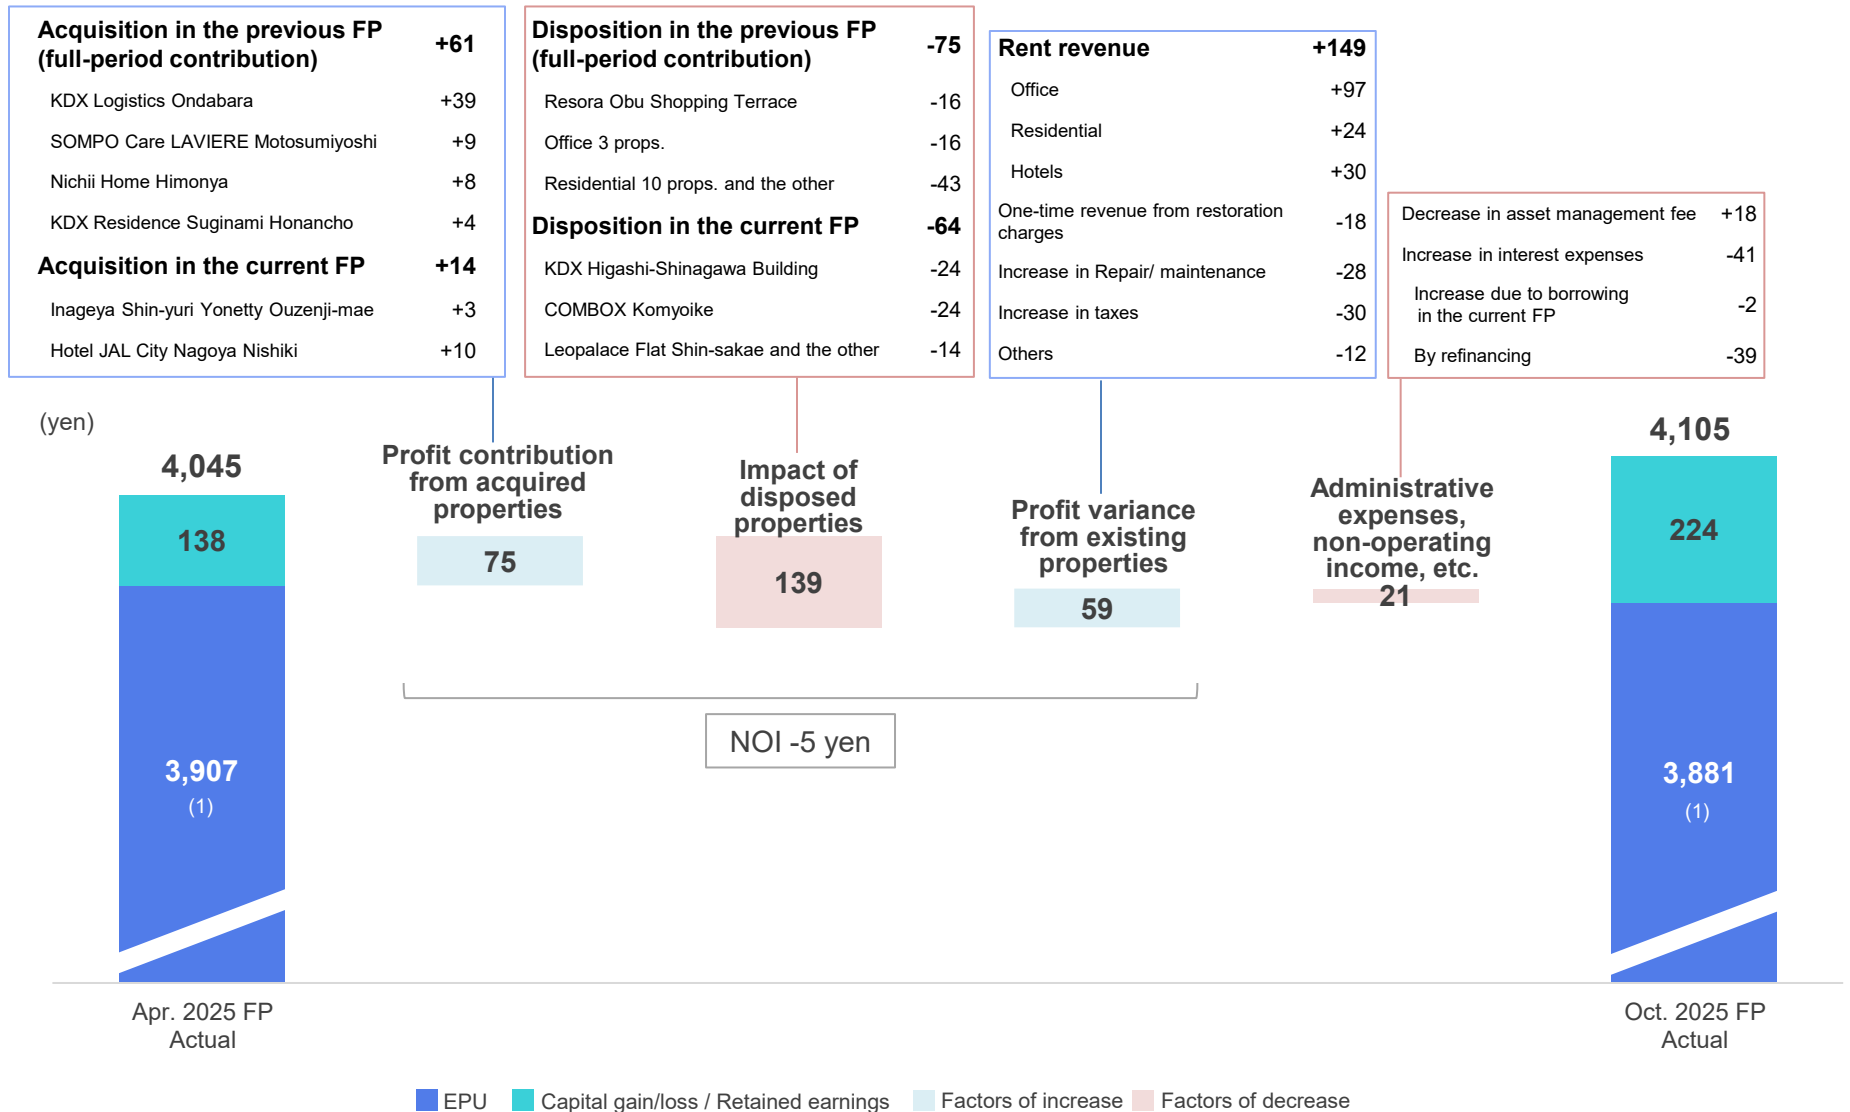 Acquisition in the previous FP
(full-period contribution) +61
KDX Logistics Ondabara +39
SOMPO Care LAVIERE Motosumiyoshi +9
Nichii Home Himonya +8
KDX Residence Suginami Honancho +4
Acquisition in the current FP +14
Inageya Shin-yuri Yonetty Ouzenji-mae +3
Hotel JAL City Nagoya Nishiki +10
Disposition in the previous FP
(full-period contribution) -75
Resora Obu Shopping Terrace -16
Office 3 props. -16
Residential 10 props. and the other -43
Disposition in the current FP -64
KDX Higashi-Shinagawa Building -24
COMBOX Komyoike -24
Leopalace Flat Shin-sakae and the other -14
Rent revenue +149
Office +97
Residential +24
Hotels +30
One-time revenue from restoration
charges -18
Increase in Repair/ maintenance -28
Increase in taxes -30
Others -12
Decrease in asset management fee +18
Increase in interest expenses -41
Increase due to borrowing
in the current FP -2
By refinancing -39
(yen)
4,045
138
3,907
(1)
Profit contribution
from acquired
properties
75
Impact of
disposed
properties
139
Profit variance
from existing
properties
59
Administrative
expenses,
non-operating
income, etc.
21
4,105
224
3,881
(1)
NOI -5 yen
Apr. 2025 FP
Actual
Oct. 2025 FP
Actual
EPU Capital gain/loss / Retained earnings Factors of increase Factors of decrease